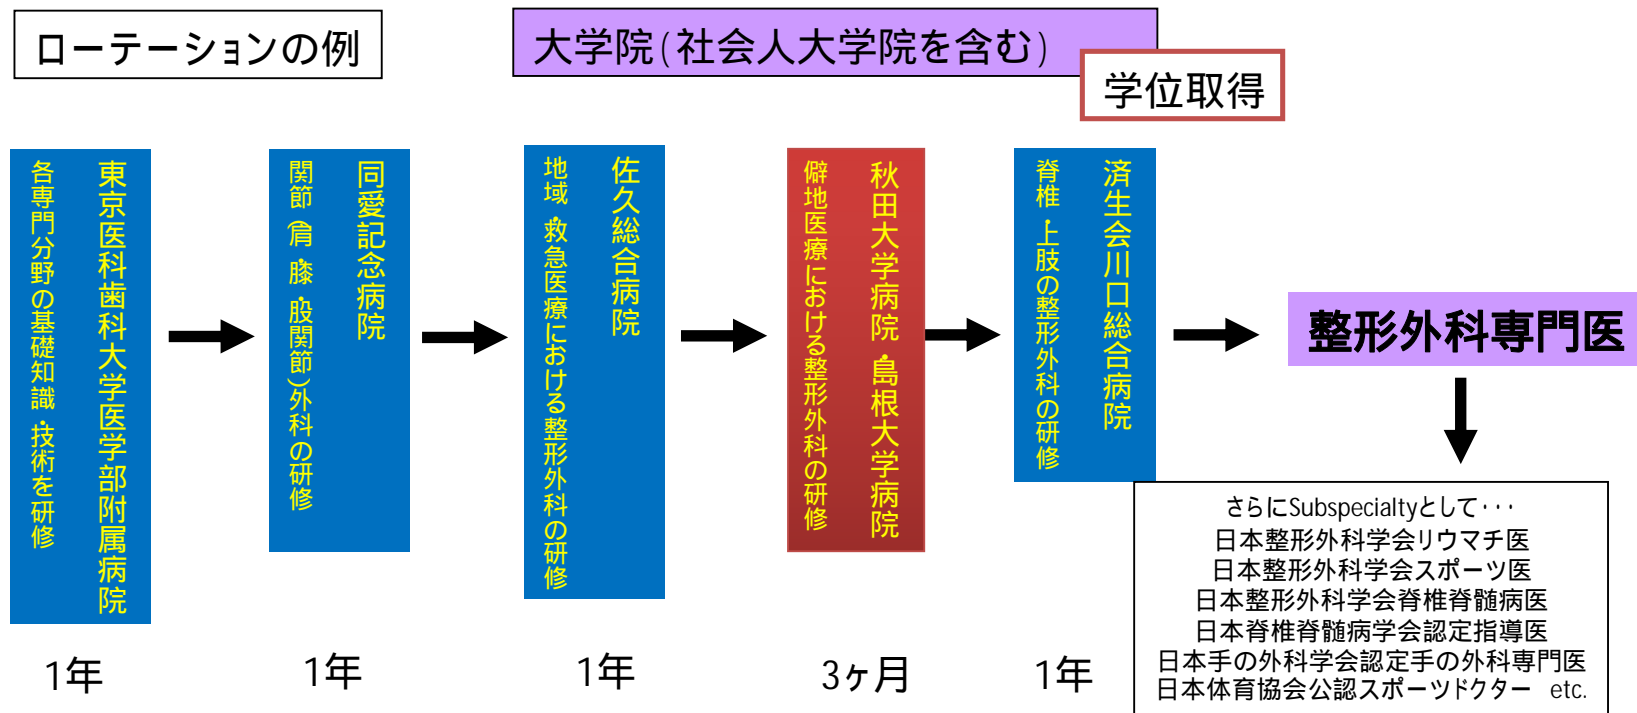 ローテーションの例
大学院(社会人大学院を含む)
学位取得
東京医科歯科大学医学部附属病院
各専門分野の基礎知識・技術を研修
同愛記念病院
関節(肩・膝・股関節)外科の研修
佐久総合病院
地域・救急医療における整形外科の研修
秋田大学病院・島根大学病院
僻地医療における整形外科の研修
済生会川口総合病院
脊椎・上肢の整形外科の研修
整形外科専門医
1年
1年
1年
3ヶ月
1年
さらにSubspecialtyとして・・・
日本整形外科学会リウマチ医
日本整形外科学会スポーツ医
日本整形外科学会脊椎脊髄病医
日本脊椎脊髄病学会認定指導医
日本手の外科学会認定手の外科専門医
日本体育協会公認スポーツドクター etc.